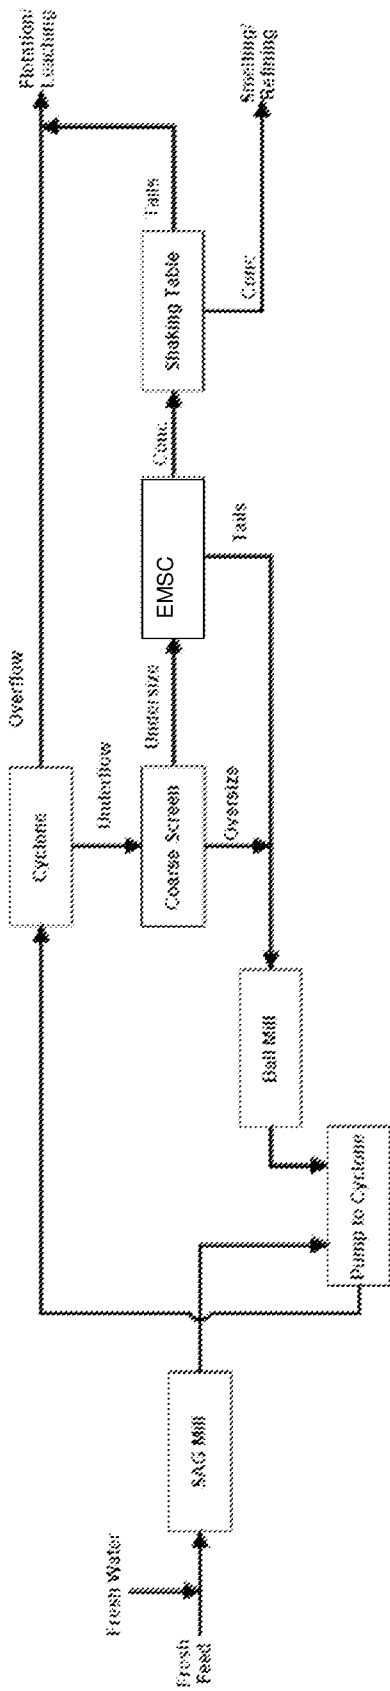 Fresh Water
Fresh
Feed
SAG Mill
Pump to Cyclone
Ball Mill
Cyclone
Overflow
Underflow
Coarse Screen
Undersize
Oversize
EMSC
Conc
Tails
Shaking Table
Tails
Conc
Flotation/
Leaching
Smelting/
Refining